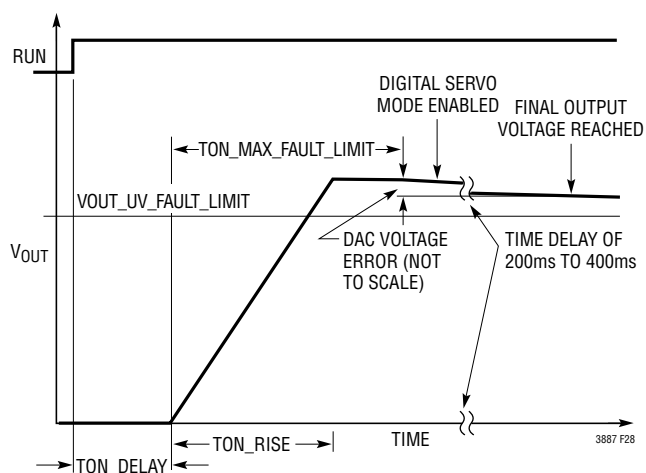 RUN
DIGITAL SERVO
MODE ENABLED
FINAL OUTPUT
VOLTAGE REACHED
TON_MAX_FAULT_LIMIT
VOUT_UV_FAULT_LIMIT
VOUT
DAC VOLTAGE
ERROR (NOT
TO SCALE)
TIME DELAY OF
200ms TO 400ms
TON_RISE
TIME
3887 F28
TON_DELAY